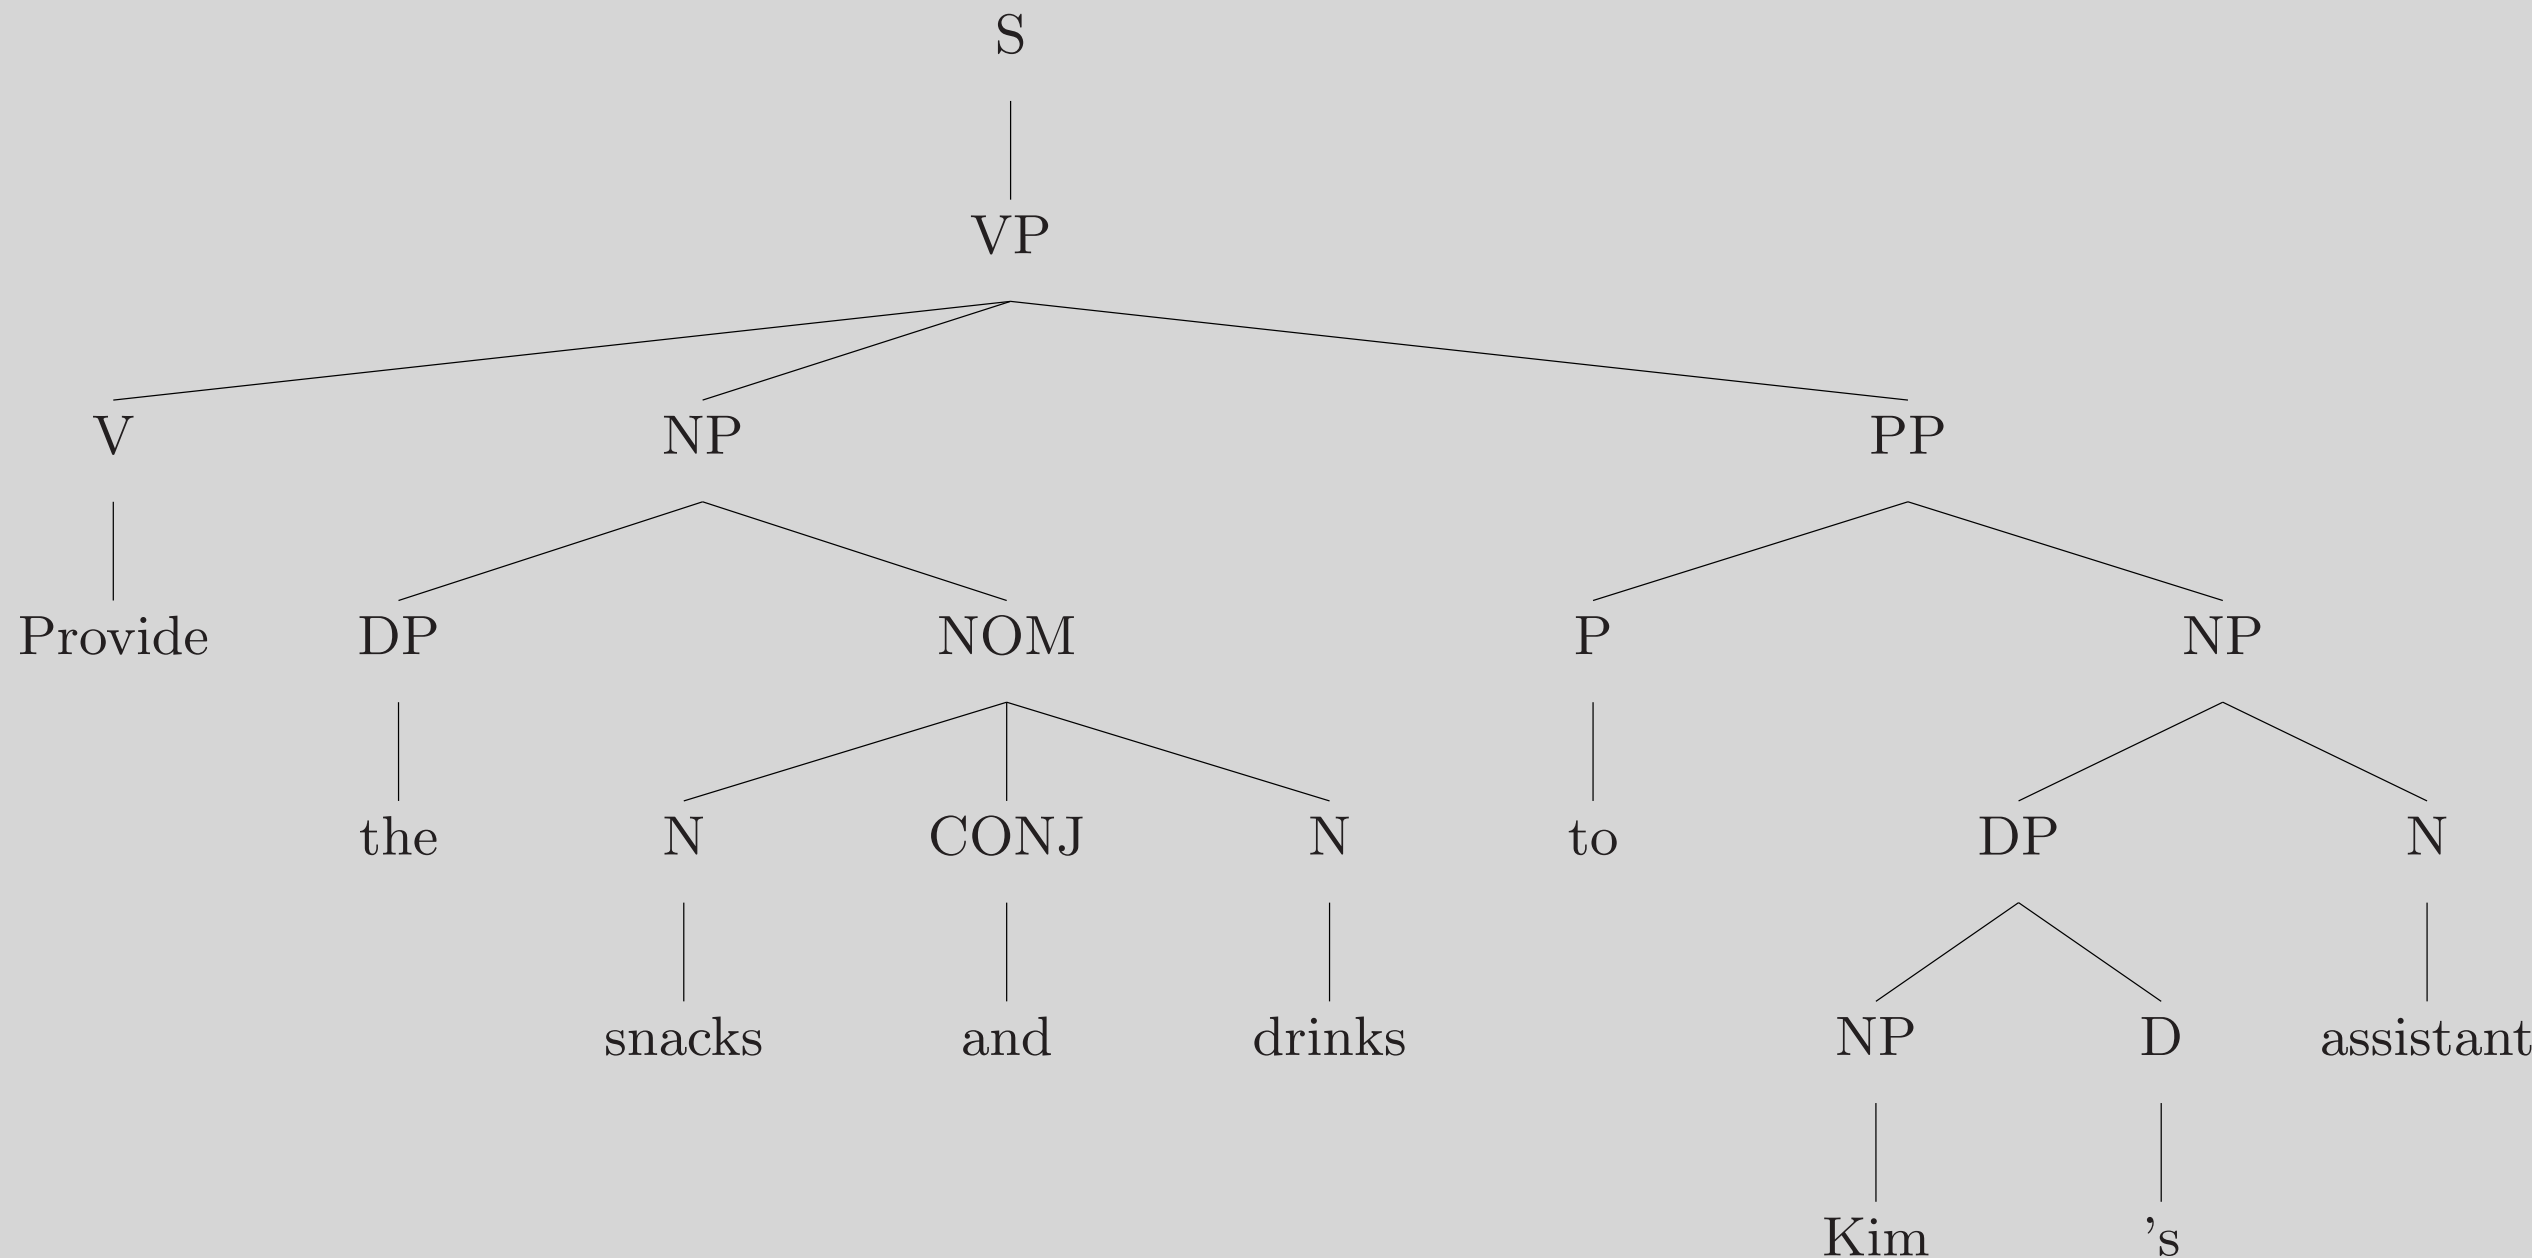 S
VP
V NP PP
Provide DP NOM P NP
the N CONJ N to DP N
snacks and drinks NP D assistant
Kim ’s